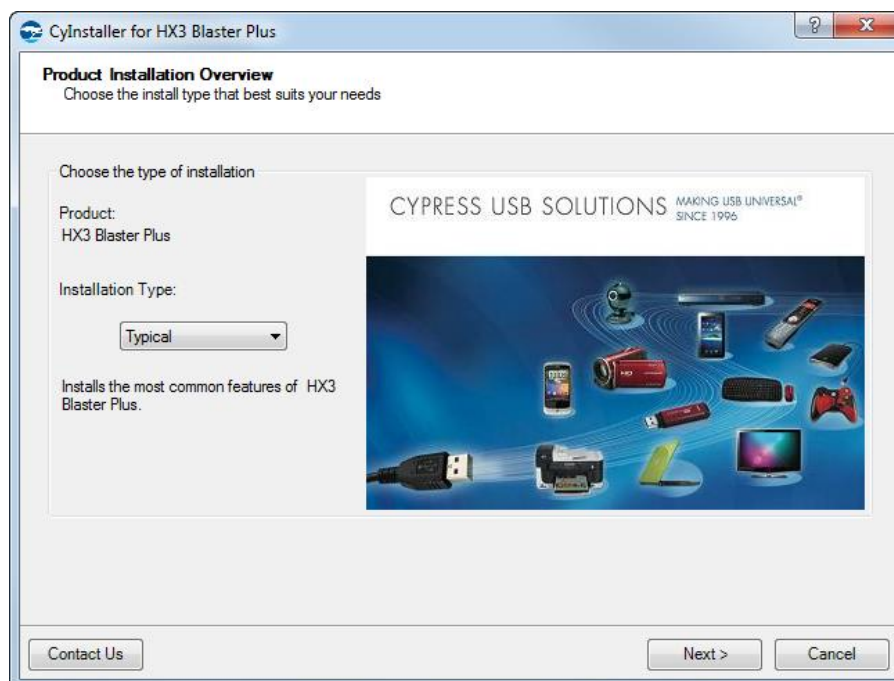 CyInstaller for HX3 Blaster Plus
Product Installation Overview
Choose the install type that best suits your needs
Choose the type of installation
Product:
HX3 Blaster Plus
Installation Type:
Typical
Installs the most common features of HX3
Blaster Plus.
CYPRESS USB SOLUTIONS
MAKING USB UNIVERSAL®
SINCE 1996
HD
Contact Us
Next >
Cancel